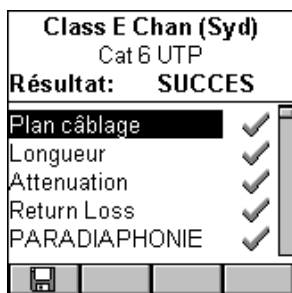 Class E Chan (Syd)
Cat 6 UTP
Résultat: SUCCES
Plan câblage
Longueur
Attenuation
Return Loss
PARADIAPHONIE